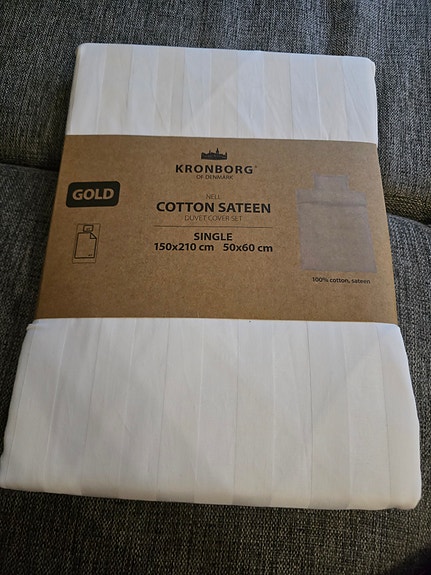 KRONBORG®
OF DENMARK
GOLD
NELL
COTTON SATEEN
DUVET COVER SET
SINGLE
150x210 cm 50x60 cm
100% cotton, sateen